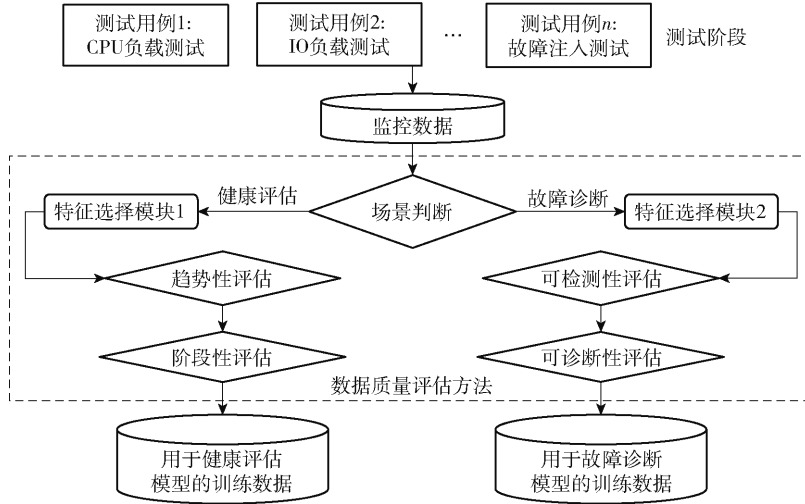 测试用例1:
CPU负载测试
测试用例2:
IO负载测试
…
测试用例n:
故障注入测试
测试阶段
监控数据
健康评估
故障诊断
特征选择模块1
场景判断
特征选择模块2
趋势性评估
可检测性评估
阶段性评估
可诊断性评估
数据质量评估方法
用于健康评估
模型的训练数据
用于故障诊断
模型的训练数据